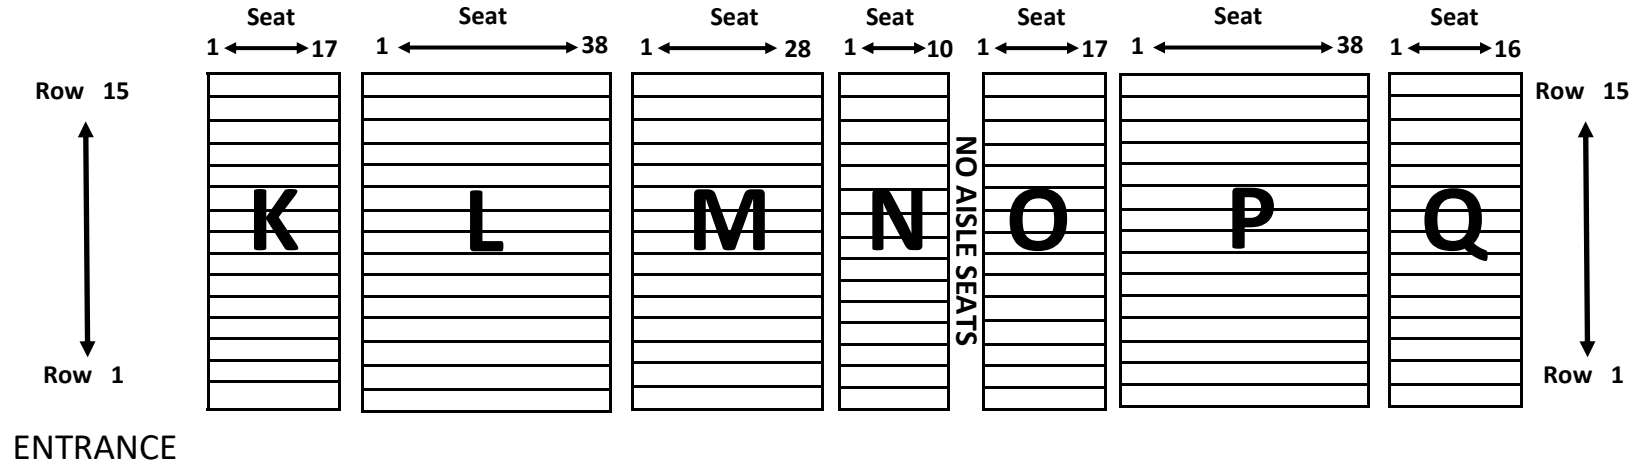 Seat Seat Seat Seat Seat Seat Seat
1 17 1 38 1 28 1 10 1 17 1 38 1 16
Row 15 Row 15
NO AISLE SEATS
K L M N O P Q
Row 1 Row 1
ENTRANCE